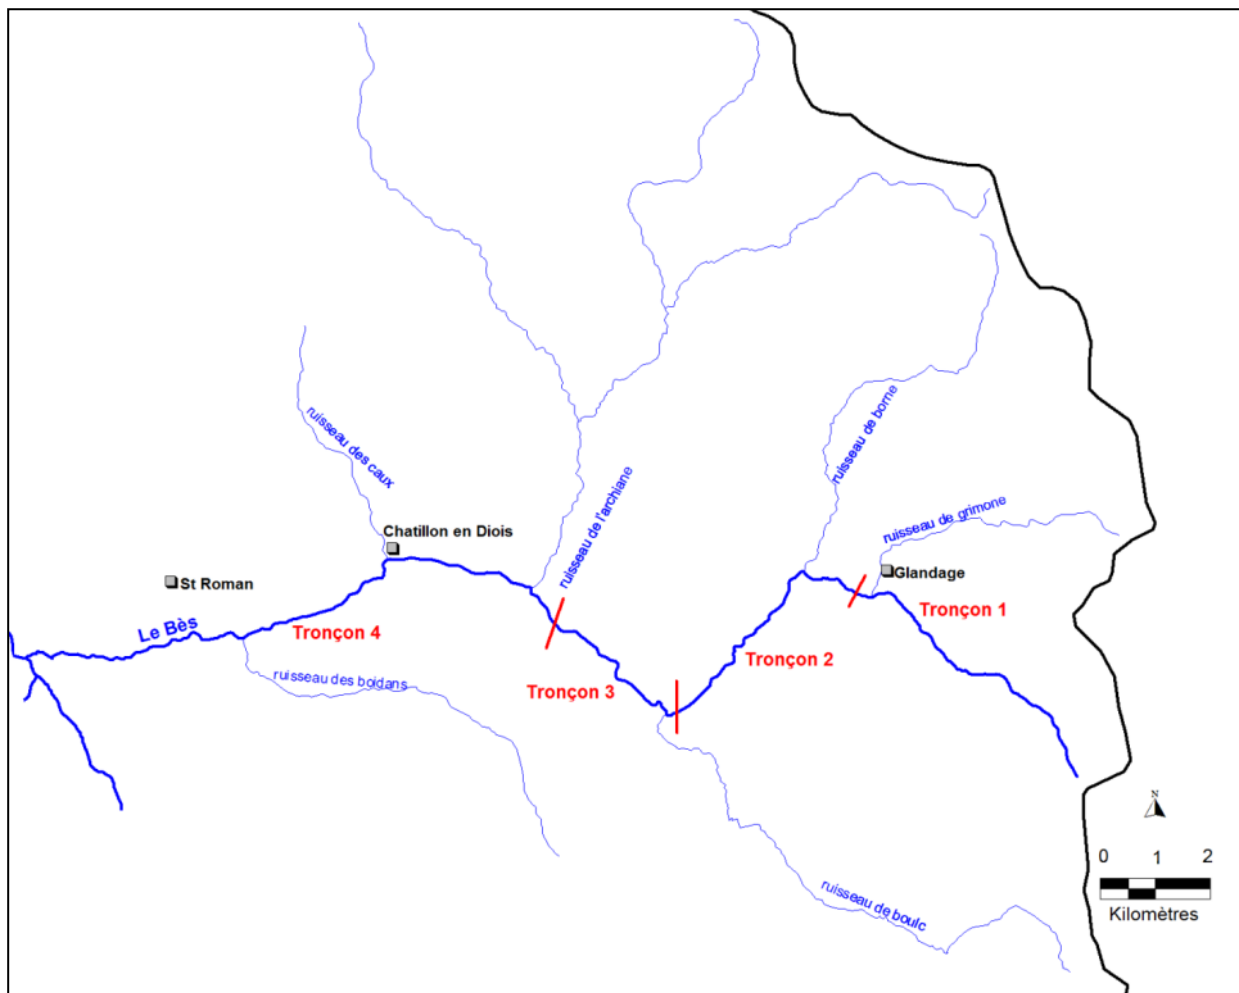 ruisseau des caux
ruisseau de borne
ruisseau de l'archiane
ruisseau de grimone
Chatillon en Diois
Glandage
St Roman
Tronçon 1
Le Bès
Tronçon 4
Tronçon 2
ruisseau des boidans
Tronçon 3
N
0 1 2
Kilomètres
ruisseau de boulc